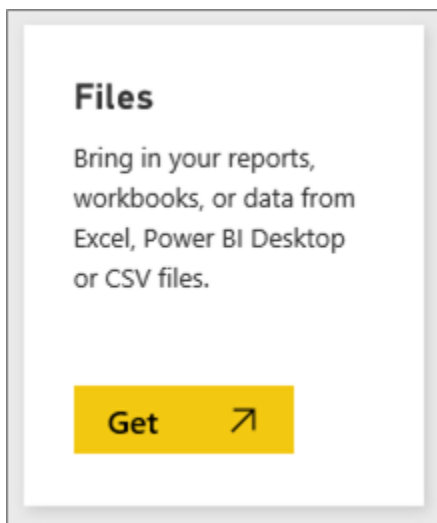 Files
Bring in your reports,
workbooks, or data from
Excel, Power BI Desktop
or CSV files.
Get